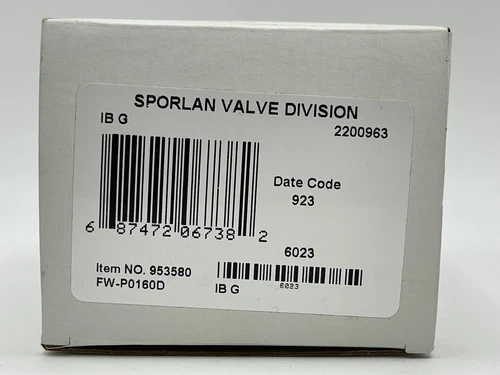 SPORLAN VALVE DIVISION
IB G
2200963
Date Code
923
6 87472 06738 2
6023
Item NO. 953580
FW-P0160D
6023
IB G